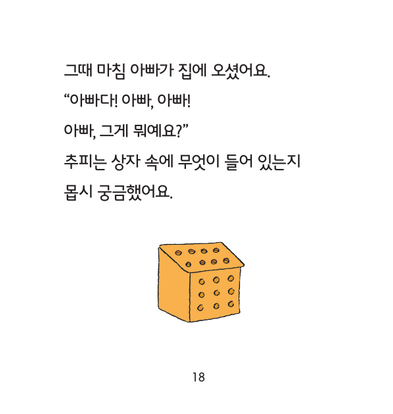 그때 마침 아빠가 집에 오셨어요.
“아빠다! 아빠, 아빠!
아빠, 그게 뭐예요?”
추피는 상자 속에 무엇이 들어 있는지
몹시 궁금했어요.
18